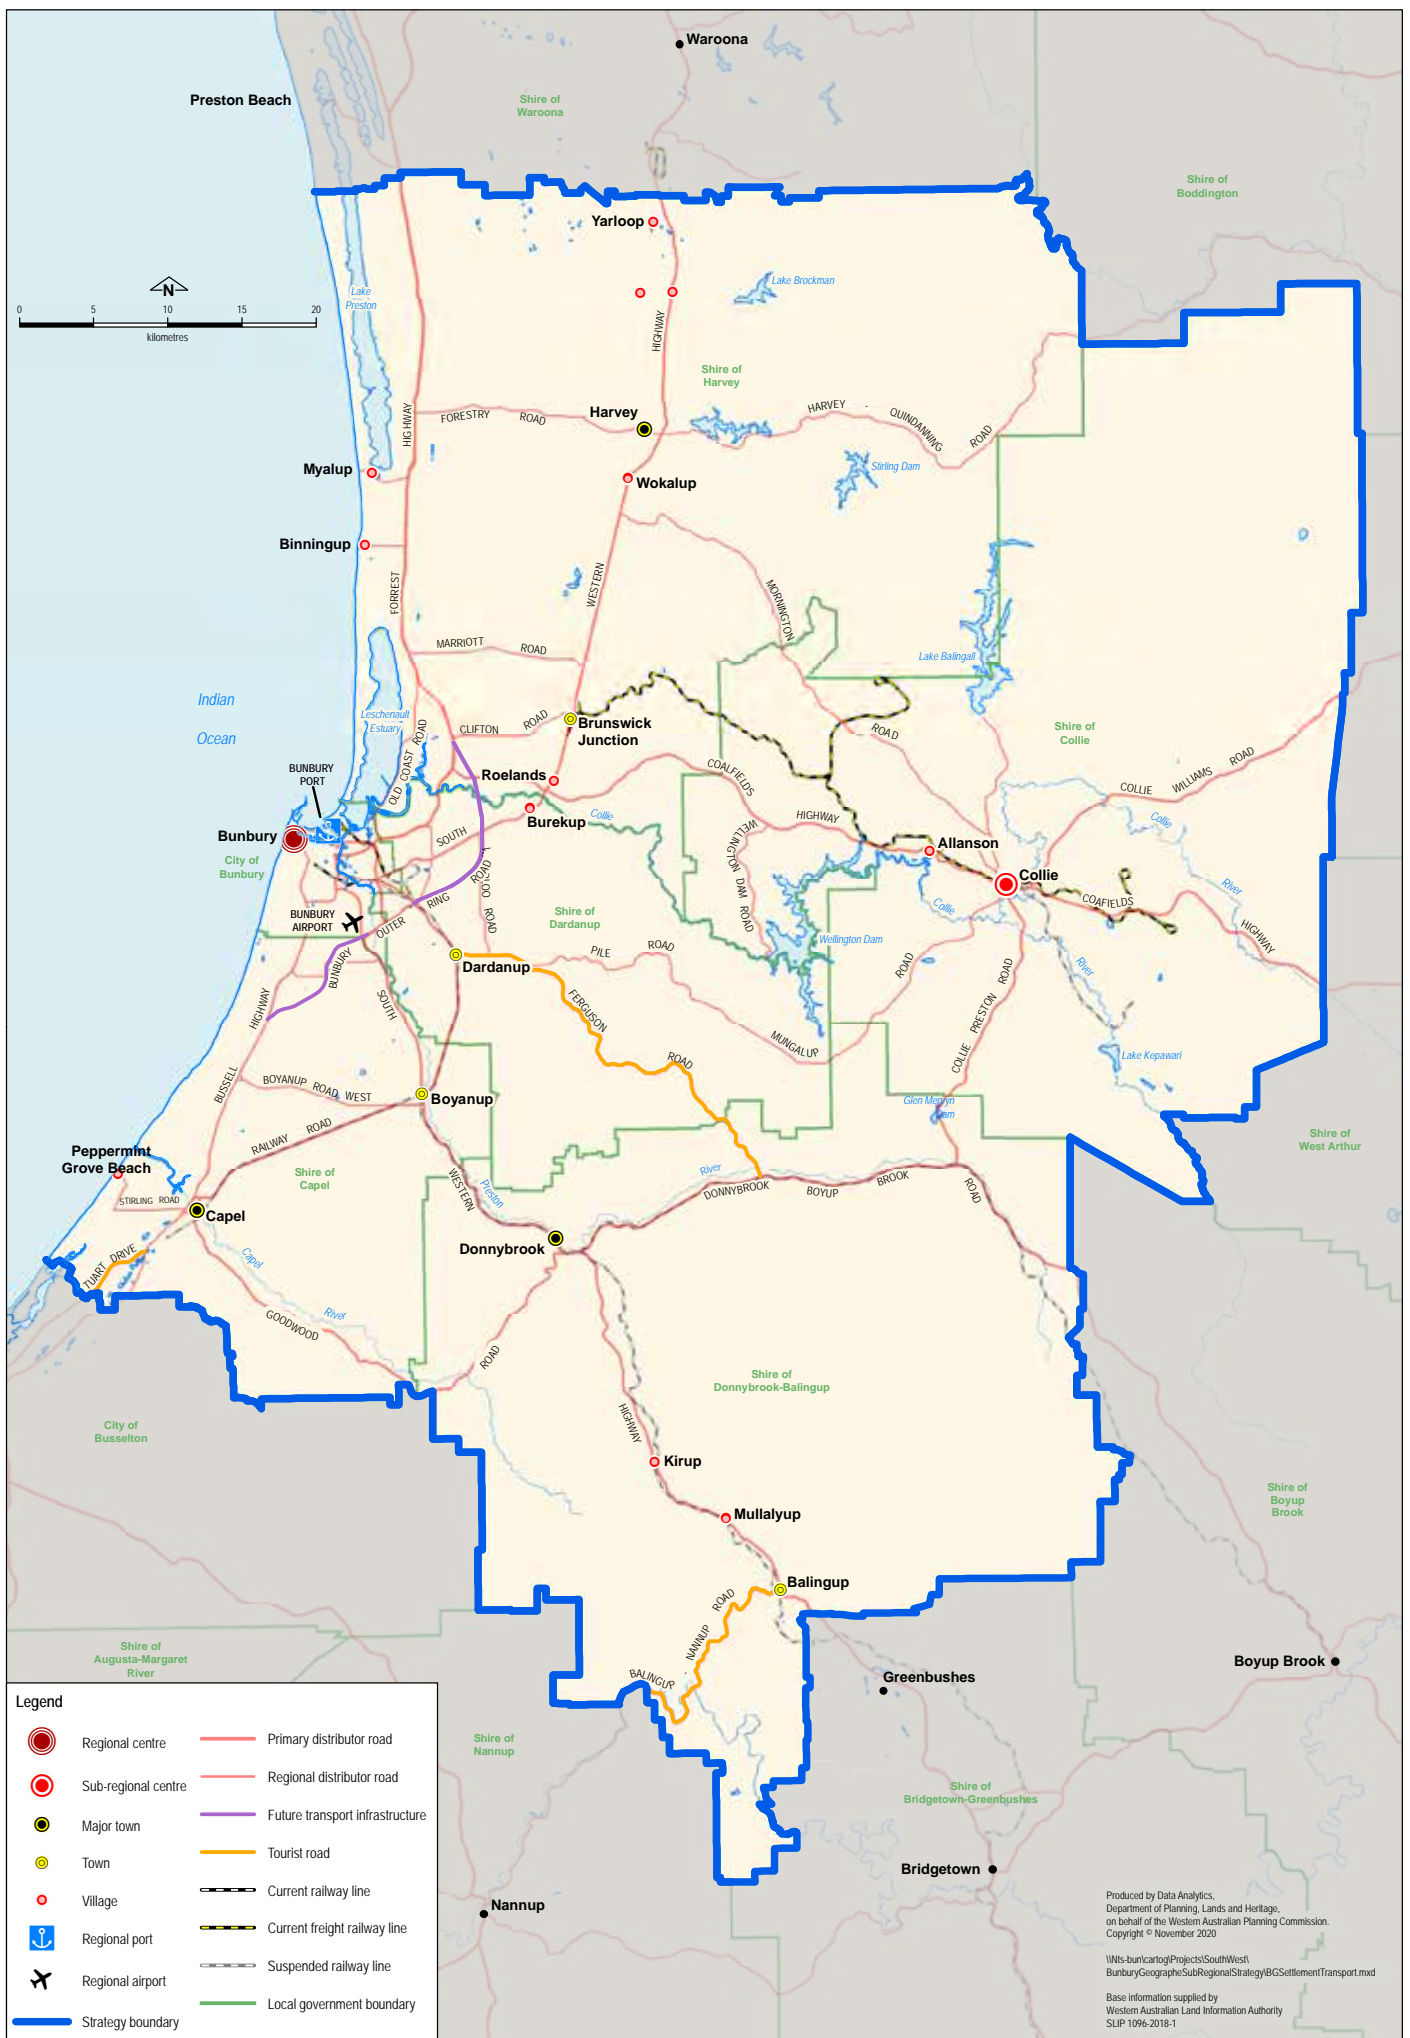 Waroona
Preston Beach
Shire of
Waroona
Shire of
Boddington
Yarloop
N
0 5 10 15 20
kilometres
Lake
Preston
Lake Brockman
HIGHWAY
Shire of
Harvey
HIGHWAY
FORESTRY ROAD
Harvey
HARVEY QUINDANNING ROAD
Myalup
Wokalup
Stirling Dam
Binningup
FORREST
WESTERN
MORNINGTON
MARRIOTT ROAD
Lake Balingall
Indian
Ocean
Leschenault
Estuary
OLD COAST ROAD
CLIFTON ROAD
Brunswick
Junction
ROAD
Shire of
Collie
BUNBURY
PORT
Roelands
COALFIELDS
COLLIE WILLIAMS ROAD
Burekup
Collie
HIGHWAY
Collie
Bunbury
SOUTH
WELLINGTON DAM ROAD
Allanson
City of
Bunbury
Collie
ROAD
RING
ROAD
River
Collie
COAFIELDS
BUNBURY
AIRPORT
OUTER
Shire of
Dardanup
HIGHWAY
Wellington Dam
BUNBURY
Dardanup
PILE ROAD
ROAD
River
HIGHWAY
SOUTH
FERGUSON
ROAD
MUNGALUP
COLLIE PRESTON ROAD
Lake Kepawari
BUSSELL
BOYANUP ROAD WEST
Boyanup
Glen Mervyn
Dam
RAILWAY ROAD
Shire of
West Arthur
Peppermint
Grove Beach
Shire of
Capel
WESTERN
Preston
River
DONNYBROOK BOYUP BROOK
ROAD
STIRLING ROAD
Capel
Donnybrook
TUART DRIVE
Capel
River
GOODWOOD
ROAD
Shire of
Donnybrook-Balingup
City of
Busselton
HIGHWAY
Kirup
Shire of
Boyup
Brook
Mullalyup
Balingup
NANNUP ROAD
BALINGUP
Shire of
Augusta-Margaret
River
Boyup Brook
Greenbushes
Shire of
Nannup
Shire of
Bridgetown-Greenbushes
Bridgetown
Nannup
Legend
Regional centre
Sub-regional centre
Major town
Town
Village
Regional port
Regional airport
Strategy boundary
Primary distributor road
Regional distributor road
Future transport infrastructure
Tourist road
Current railway line
Current freight railway line
Suspended railway line
Local government boundary
Produced by Data Analytics,
Department of Planning, Lands and Heritage,
on behalf of the Western Australian Planning Commission.
Copyright © November 2020
\\Nts-bun\cartog\Projects\SouthWest\
BunburyGeographeSubRegionalStrategy\BGSettlementTransport.mxd
Base information supplied by
Western Australian Land Information Authority
SLIP 1096-2018-1